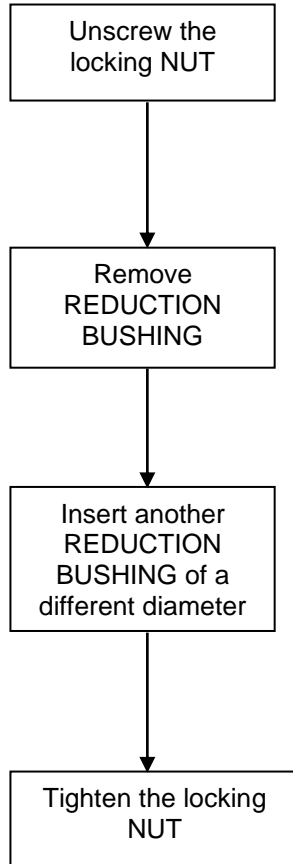 Unscrew the
locking NUT
Remove
REDUCTION
BUSHING
Insert another
REDUCTION
BUSHING of a
different diameter
Tighten the locking
NUT